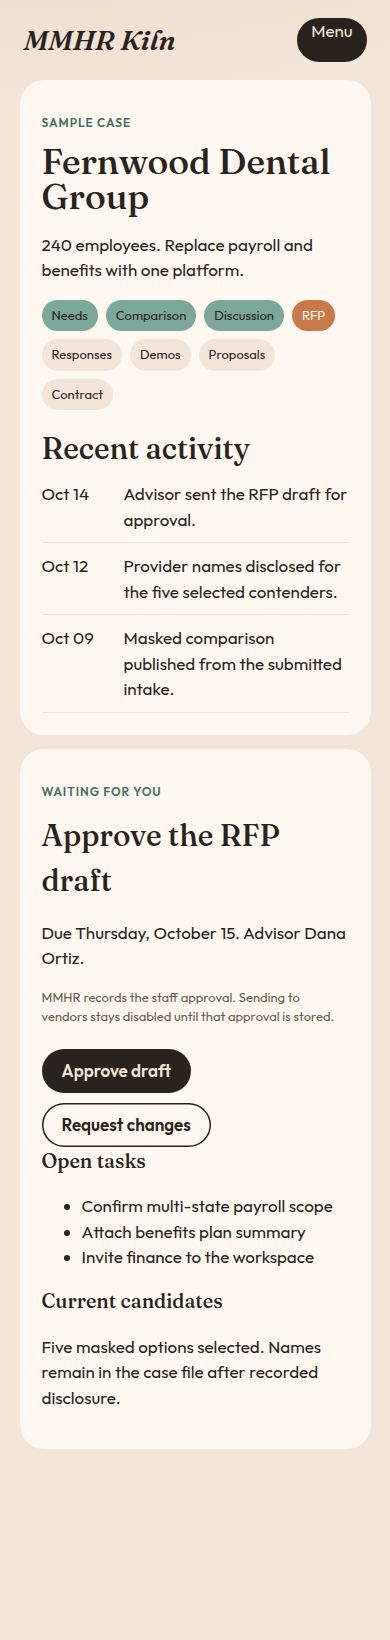 MMHR Kiln
Menu
SAMPLE CASE
Fernwood Dental
Group
240 employees. Replace payroll and
benefits with one platform.
Needs
Comparison
Discussion
RFP
Responses
Demos
Proposals
Contract
Recent activity
Oct 14
Advisor sent the RFP draft for
approval.
Oct 12
Provider names disclosed for
the five selected contenders.
Oct 09
Masked comparison
published from the submitted
intake.
WAITING FOR YOU
Approve the RFP
draft
Due Thursday, October 15. Advisor Dana
Ortiz.
MMHR records the staff approval. Sending to
vendors stays disabled until that approval is stored.
Approve draft
Request changes
Open tasks
Confirm multi-state payroll scope
Attach benefits plan summary
Invite finance to the workspace
Current candidates
Five masked options selected. Names
remain in the case file after recorded
disclosure.